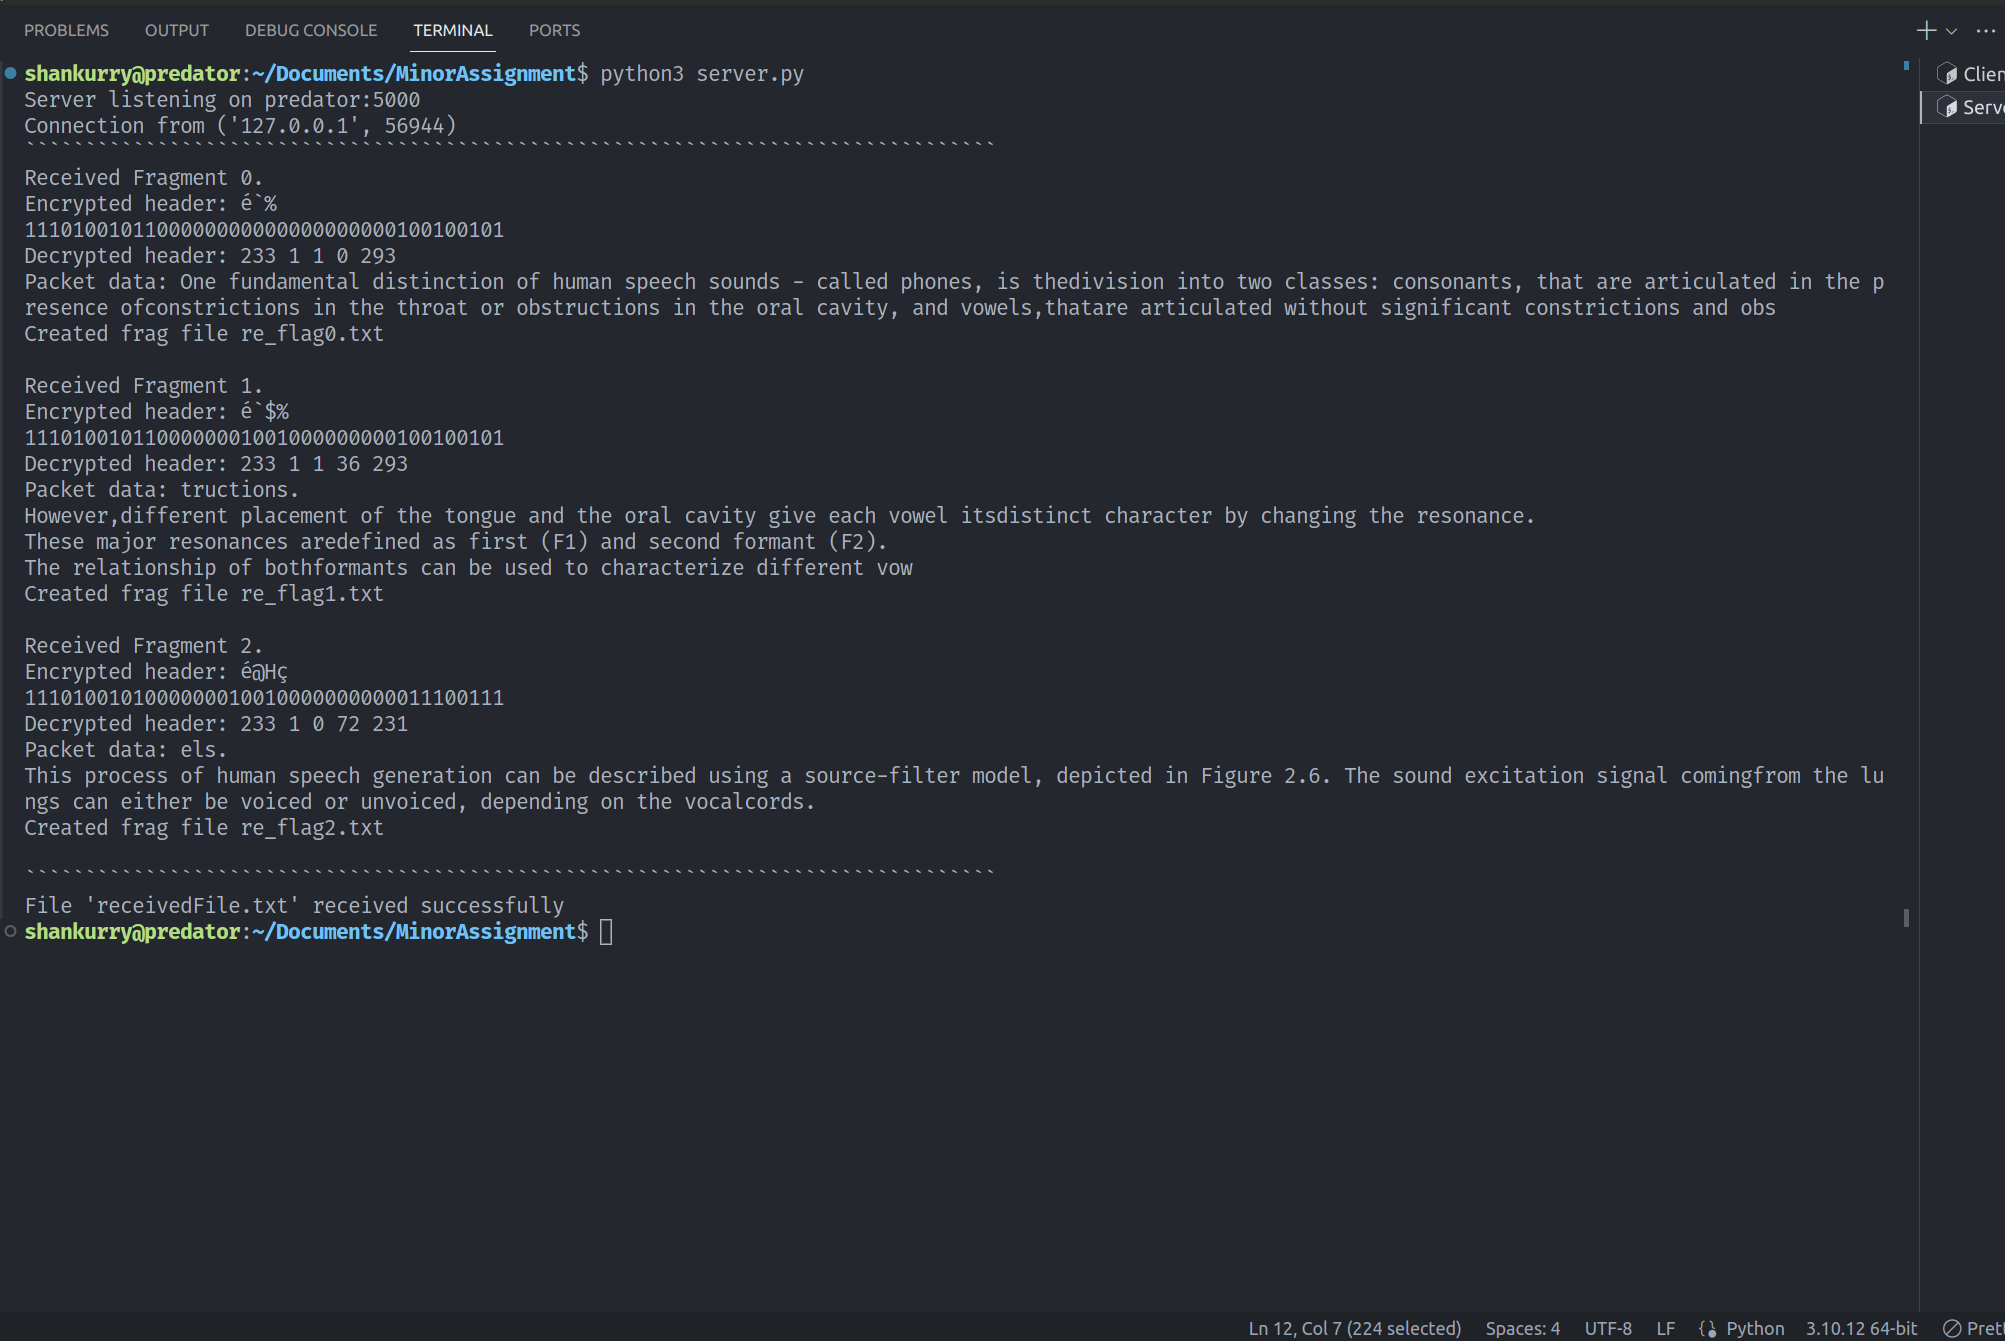 PROBLEMS OUTPUT DEBUG CONSOLE TERMINAL PORTS
shankurry@predator:~/Documents/MinorAssignment$ python3 server.py
Server listening on predator:5000
Connection from ('127.0.0.1', 56944)
`````````````````````````````````````````````````````````````````````````````````
Received Fragment 0.
Encrypted header: é`%
1110100101100000000000000000000100100101
Decrypted header: 233 1 1 0 293
Packet data: One fundamental distinction of human speech sounds – called phones, is thedivision into two classes: consonants, that are articulated in the p
resence ofconstrictions in the throat or obstructions in the oral cavity, and vowels,thatare articulated without significant constrictions and obs
Created frag file re_flag0.txt
Received Fragment 1.
Encrypted header: é`$%
1110100101100000001001000000000100100101
Decrypted header: 233 1 1 36 293
Packet data: tructions.
However,different placement of the tongue and the oral cavity give each vowel itsdistinct character by changing the resonance.
These major resonances aredefined as first (F1) and second formant (F2).
The relationship of bothformants can be used to characterize different vow
Created frag file re_flag1.txt
Received Fragment 2.
Encrypted header: é@Hç
1110100101000000010010000000000011100111
Decrypted header: 233 1 0 72 231
Packet data: els.
This process of human speech generation can be described using a source-filter model, depicted in Figure 2.6. The sound excitation signal comingfrom the lu
ngs can either be voiced or unvoiced, depending on the vocalcords.
Created frag file re_flag2.txt
`````````````````````````````````````````````````````````````````````````````````
File 'receivedFile.txt' received successfully
shankurry@predator:~/Documents/MinorAssignment$
Clien
Serve
Ln 12, Col 7 (224 selected) Spaces: 4 UTF-8 LF Python 3.10.12 64-bit Prett